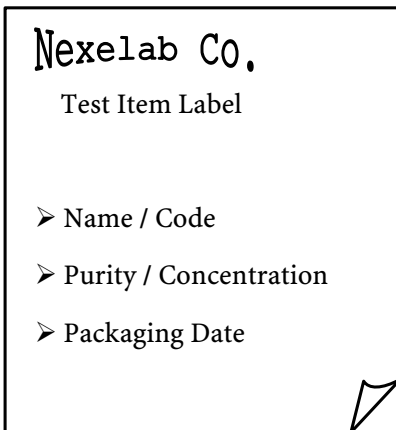 Nexelab Co.
Test Item Label
➢ Name / Code
➢ Purity / Concentration
➢ Packaging Date